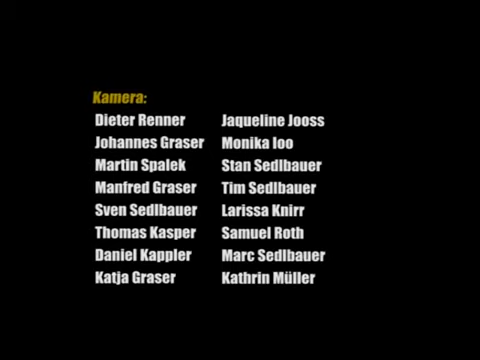 Kamera:
Dieter Renner Jaqueline Jooss
Johannes Graser Monika Ioo
Martin Spalek Stan Sedlbauer
Manfred Graser Tim Sedlbauer
Sven Sedlbauer Larissa Knirr
Thomas Kasper Samuel Roth
Daniel Kappler Marc Sedlbauer
Katja Graser Kathrin Müller